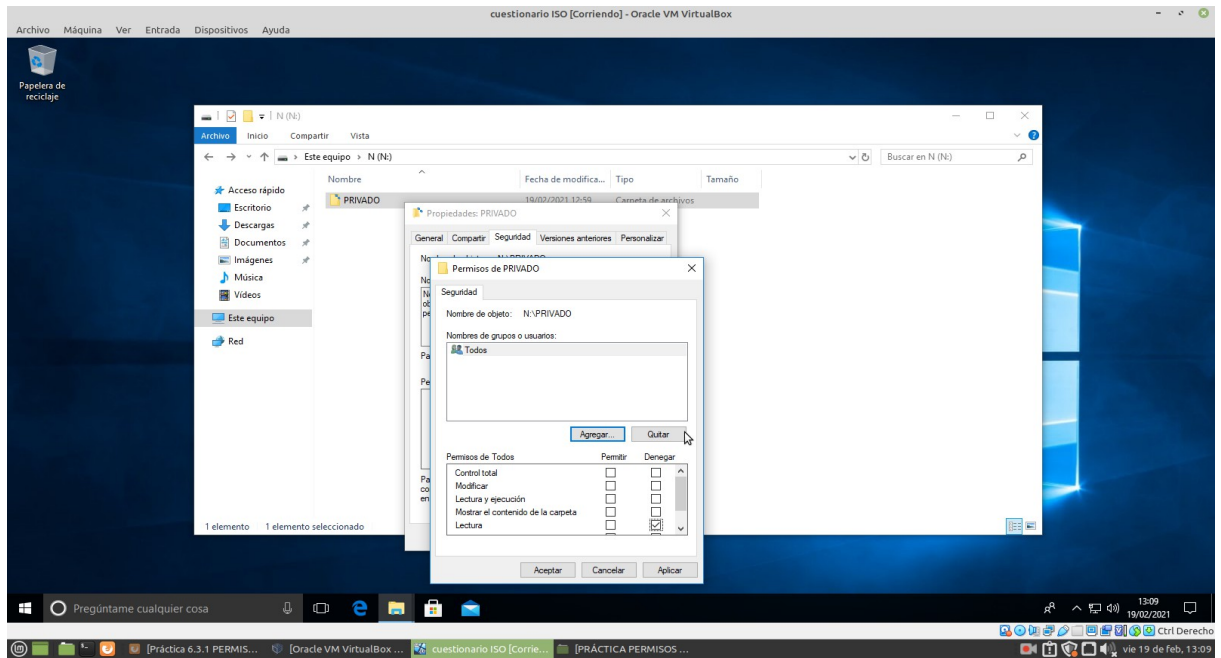 cuestionario ISO [Corriendo] - Oracle VM VirtualBox
Archivo Máquina Ver Entrada Dispositivos Ayuda
Papelera de
reciclaje
N (N:)
Archivo Inicio Compartir Vista
Este equipo > N (N:)
Buscar en N (N:)
Nombre Fecha de modifica... Tipo Tamaño
PRIVADO 19/02/2021 12:59 Carpeta de archivos
Acceso rápido
Escritorio
Descargas
Documentos
Imágenes
Música
Vídeos
Este equipo
Red
1 elemento 1 elemento seleccionado
Propiedades: PRIVADO
General Compartir Seguridad Versiones anteriores Personalizar
Permisos de PRIVADO
Seguridad
Nombre de objeto: N:\PRIVADO
Nombres de grupos o usuarios:
Todos
Agregar... Quitar
Permisos de Todos Permitir Denegar
Control total
Modificar
Lectura y ejecución
Mostrar el contenido de la carpeta
Lectura
Aceptar Cancelar Aplicar
Pregúntame cualquier cosa
13:09
19/02/2021
Ctrl Derecho
[Práctica 6.3.1 PERMIS... [Oracle VM VirtualBox ... cuestionario ISO [Corrie... [PRÁCTICA PERMISOS ...
vie 19 de feb, 13:09